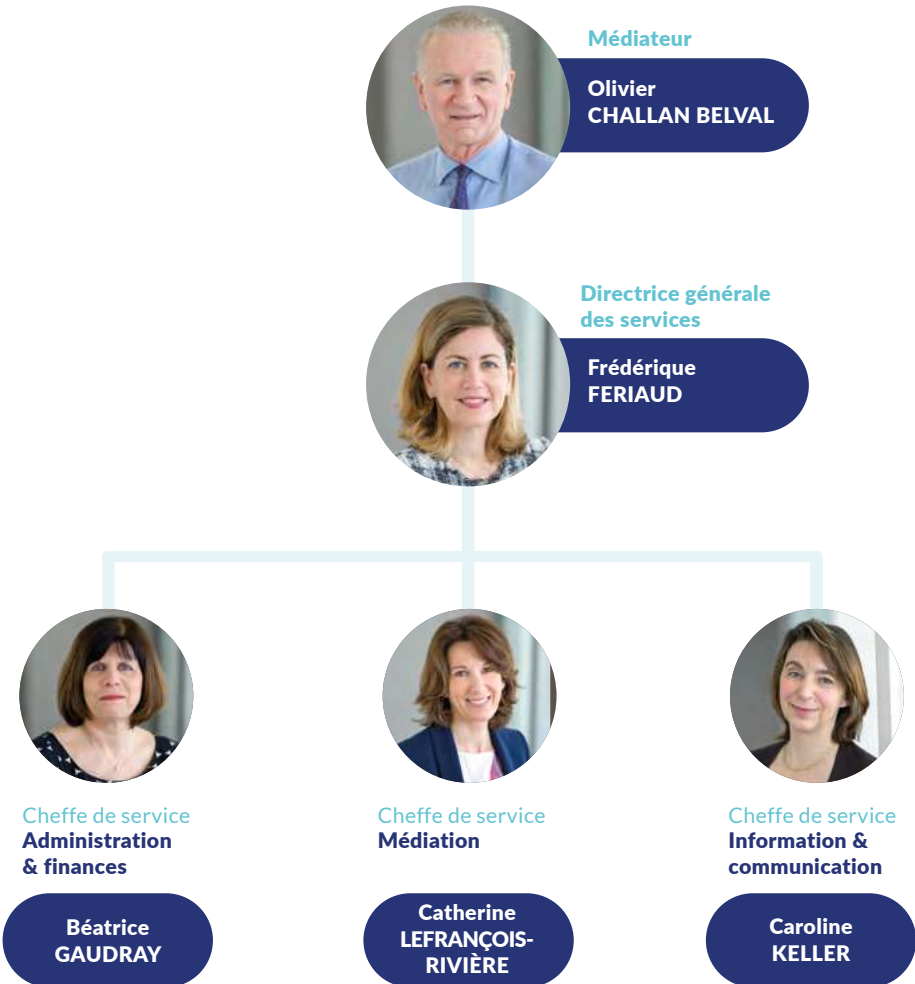 Médiateur
Olivier
CHALLAN BELVAL
Directrice générale
des services
Frédérique
FERIAUD
Cheffe de service
Administration
& finances
Béatrice
GAUDRAY
Cheffe de service
Médiation
Catherine
LEFRANÇOIS-
RIVIÈRE
Cheffe de service
Information &
communication
Caroline
KELLER